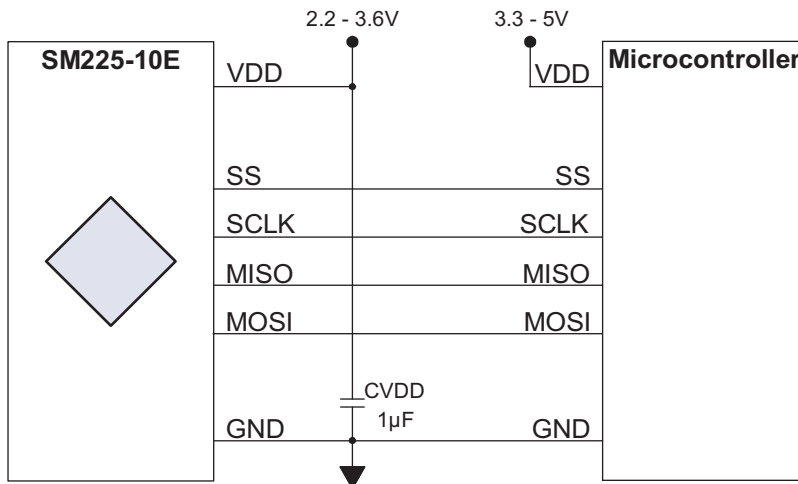 2.2 - 3.6V
3.3 - 5V
SM225-10E
Microcontroller
VDD
VDD
SS
SS
SCLK
SCLK
MISO
MISO
MOSI
MOSI
CVDD
1µF
GND
GND